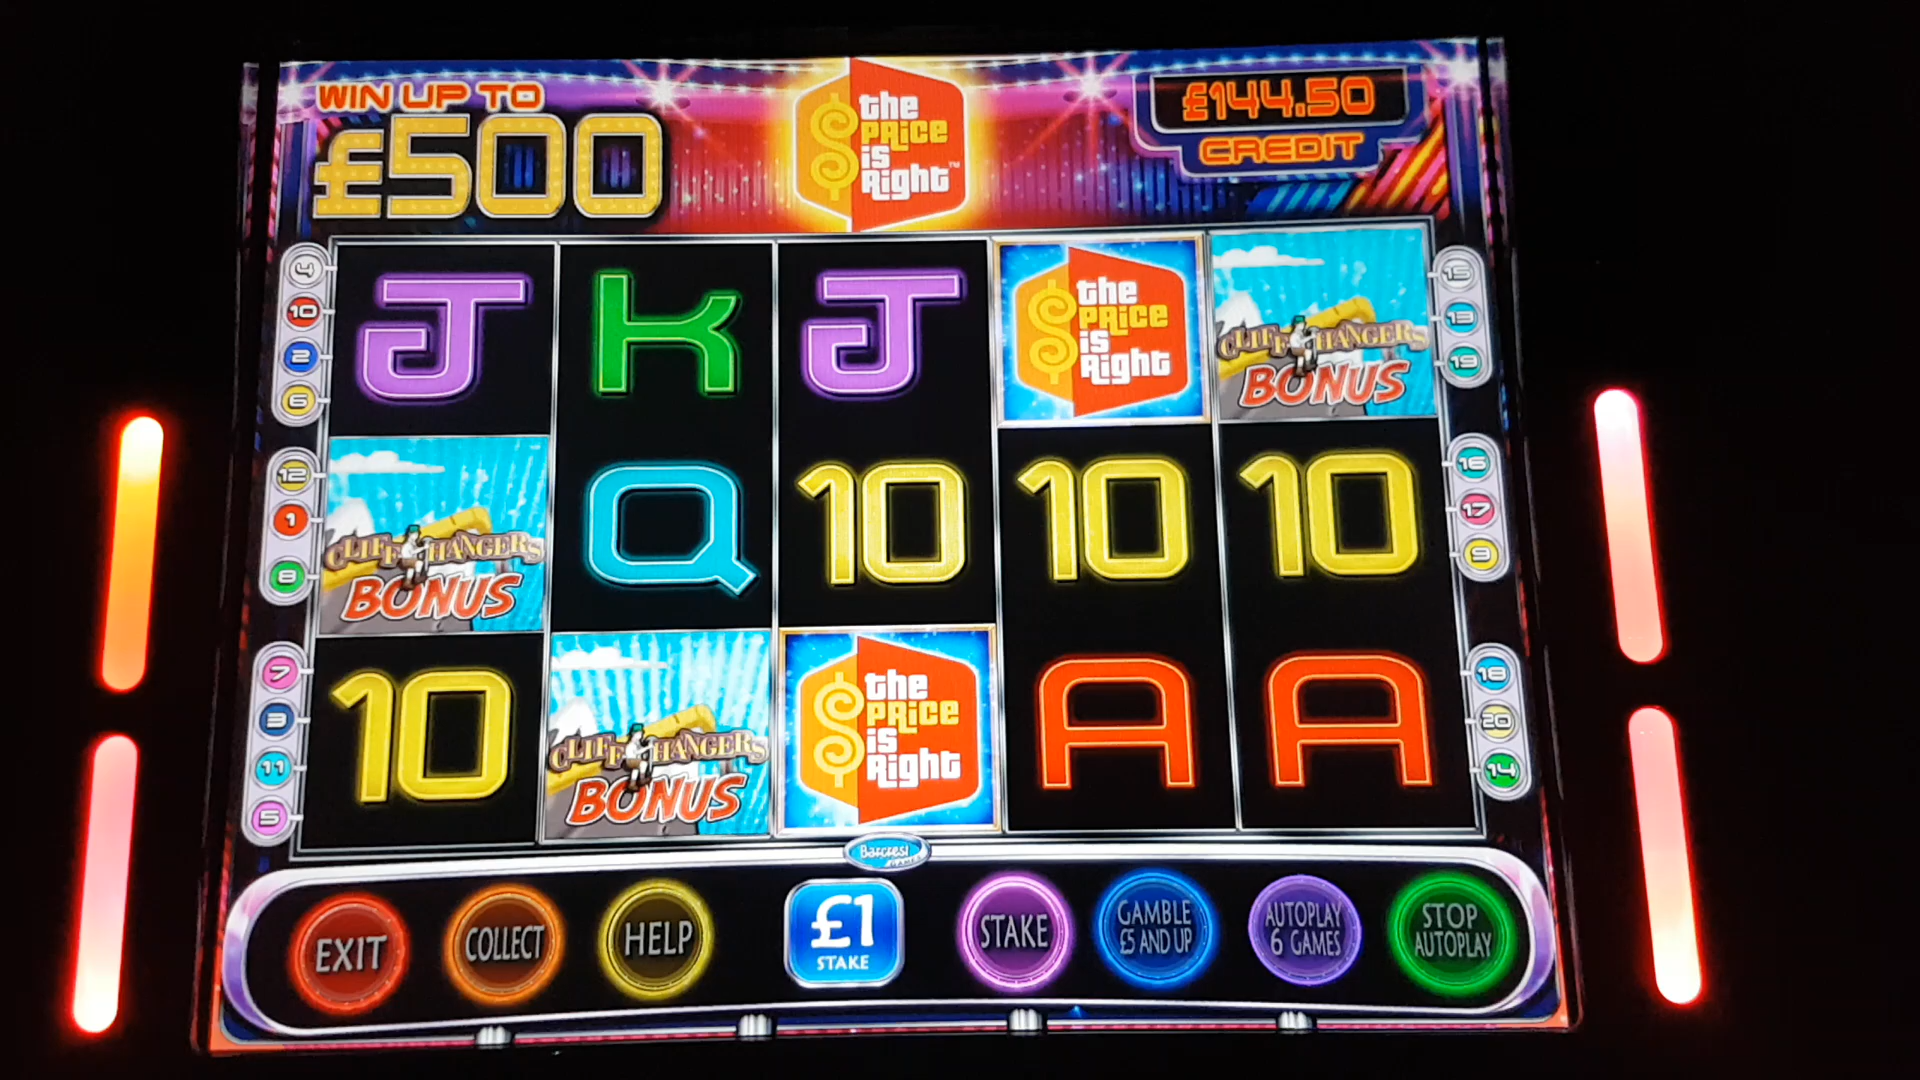 WIN UP TO
£500
the
PRice
is
Right™
£144.50
CREDIT
4
10
2
6
12
1
8
7
3
11
5
J
K
J
the
PRice
is
Right
CLIFF HANGERS
BONUS
CLIFF HANGERS
BONUS
Q
10
10
10
10
CLIFF HANGERS
BONUS
the
PRice
is
Right
A
A
15
13
19
16
17
9
18
20
14
Barcrest
GAMES
EXIT
COLLECT
HELP
£1
STAKE
STAKE
GAMBLE
£5 AND UP
AUTOPLAY
6 GAMES
STOP
AUTOPLAY